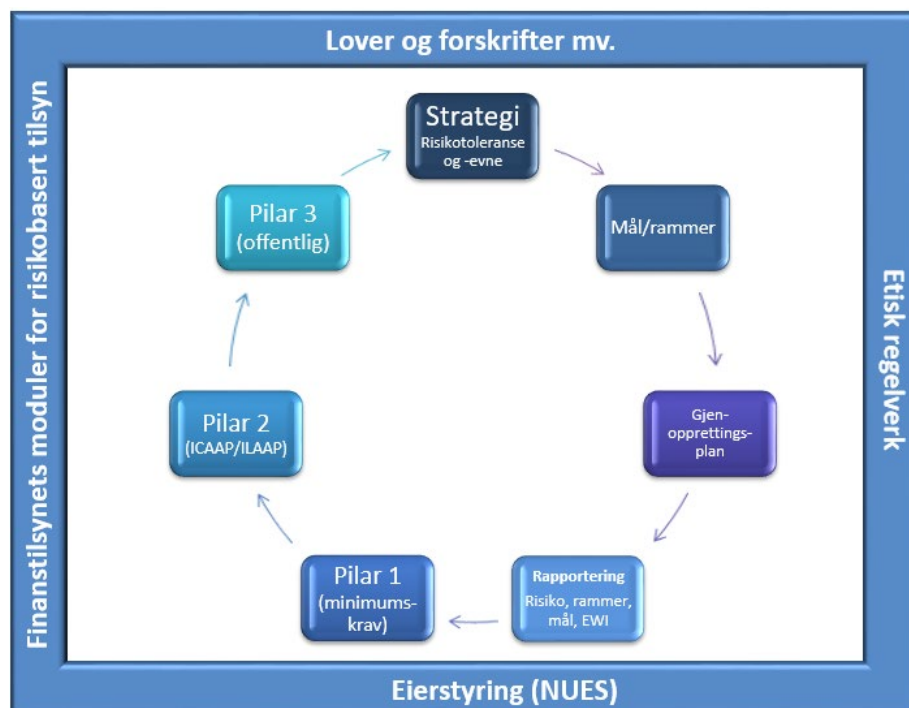 Lover og forskrifter mv.
Finanstilsynets moduler for risikobasert tilsyn
Strategi
Risikotoleranse
og -evne
Mål/rammer
Gjen-
opprettings-
plan
Rapportering
Risiko, rammer,
mål, EWI
Pilar 1
(minimums-
krav)
Pilar 2
(ICAAP/ILAAP)
Pilar 3
(offentlig)
Etisk regelverk
Eierstyring (NUES)